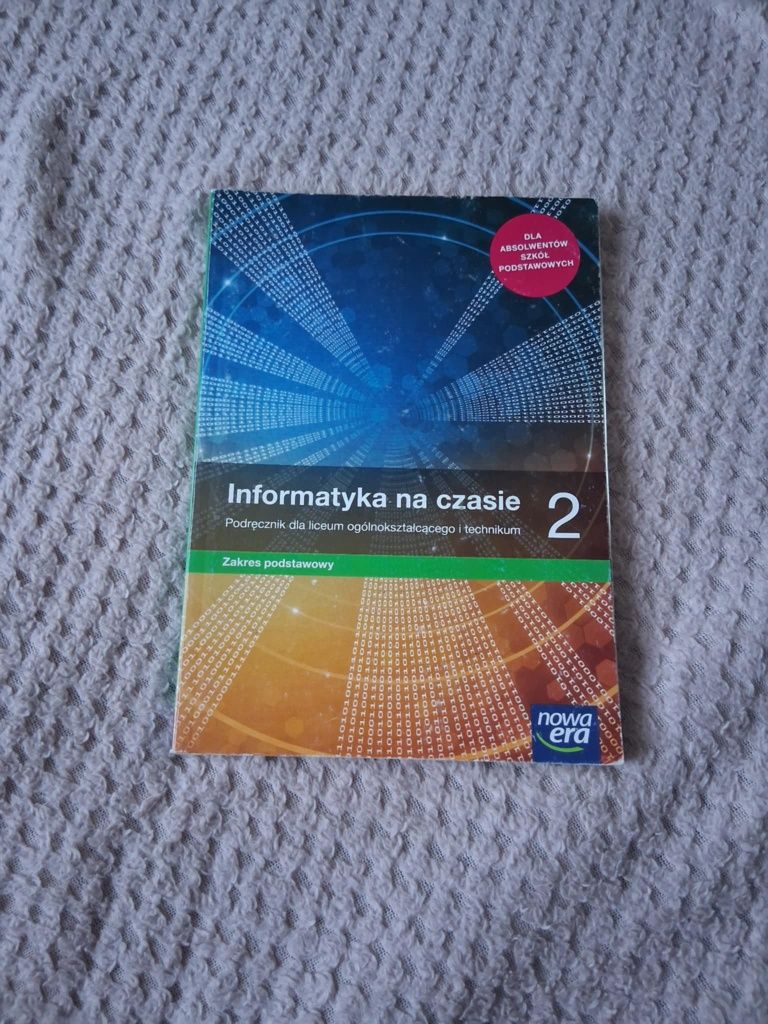 DLA
ABSOLWENTÓW
SZKÓŁ
PODSTAWOWYCH
Informatyka na czasie 2
Podręcznik dla liceum ogólnokształcącego i technikum
Zakres podstawowy
nowa
era